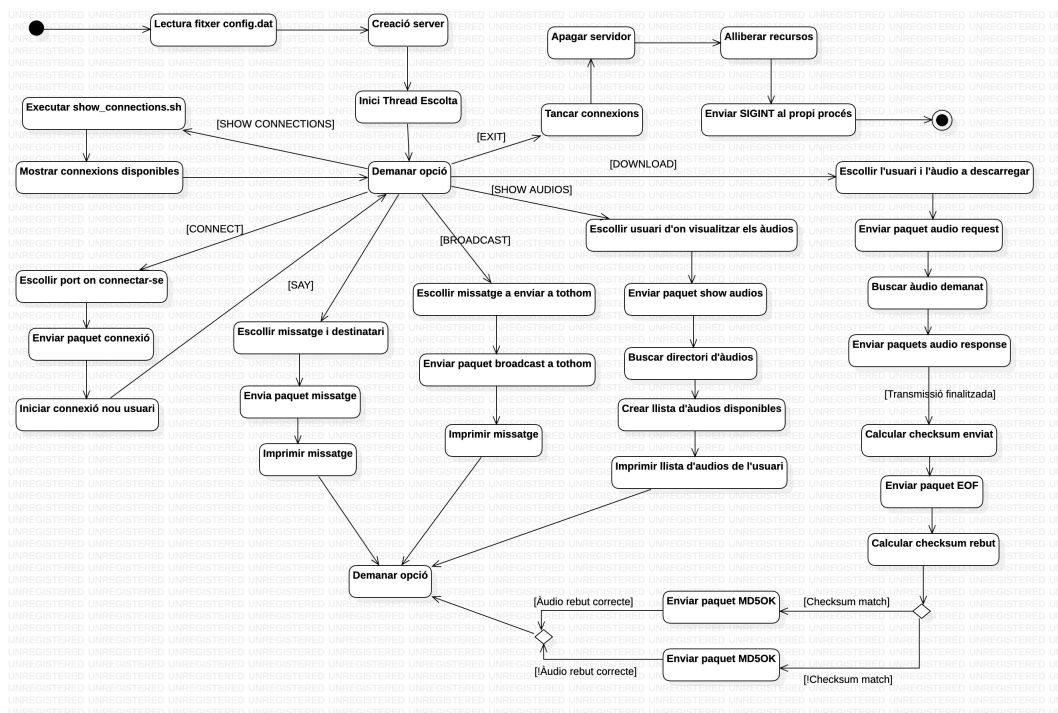 Lectura fitxer config.dat
Creació server
Apagar servidor
Alliberar recursos
Executar show_connections.sh
Inici Thread Escolta
Tancar connexions
Enviar SIGINT al propi procés
[SHOW CONNECTIONS]
[EXIT]
Mostrar connexions disponibles
Demanar opció
[DOWNLOAD]
Escollir l'usuari i l'àudio a descarregar
[SHOW AUDIOS]
[CONNECT]
[BROADCAST]
Escollir usuari d'on visualitzar els àudios
Enviar paquet audio request
Escollir port on connectar-se
[SAY]
Escollir missatge a enviar a tothom
Enviar paquet show audios
Buscar àudio demanat
Enviar paquet connexió
Escollir missatge i destinatari
Enviar paquet broadcast a tothom
Buscar directori d'àudios
Enviar paquets audio response
Iniciar connexió nou usuari
Envia paquet missatge
Crear llista d'àudios disponibles
[Transmissió finalitzada]
Imprimir missatge
Imprimir missatge
Imprimir llista d'audios de l'usuari
Calcular checksum enviat
Enviar paquet EOF
Calcular checksum rebut
Demanar opció
[Àudio rebut correcte]
Enviar paquet MD5OK
[Checksum match]
[!Àudio rebut correcte]
Enviar paquet MD5OK
[!Checksum match]
UNREGISTERED